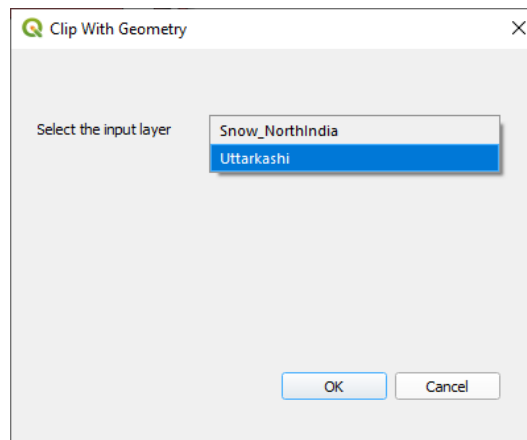 Clip With Geometry
Select the input layer
Snow_NorthIndia
Uttarkashi
OK
Cancel